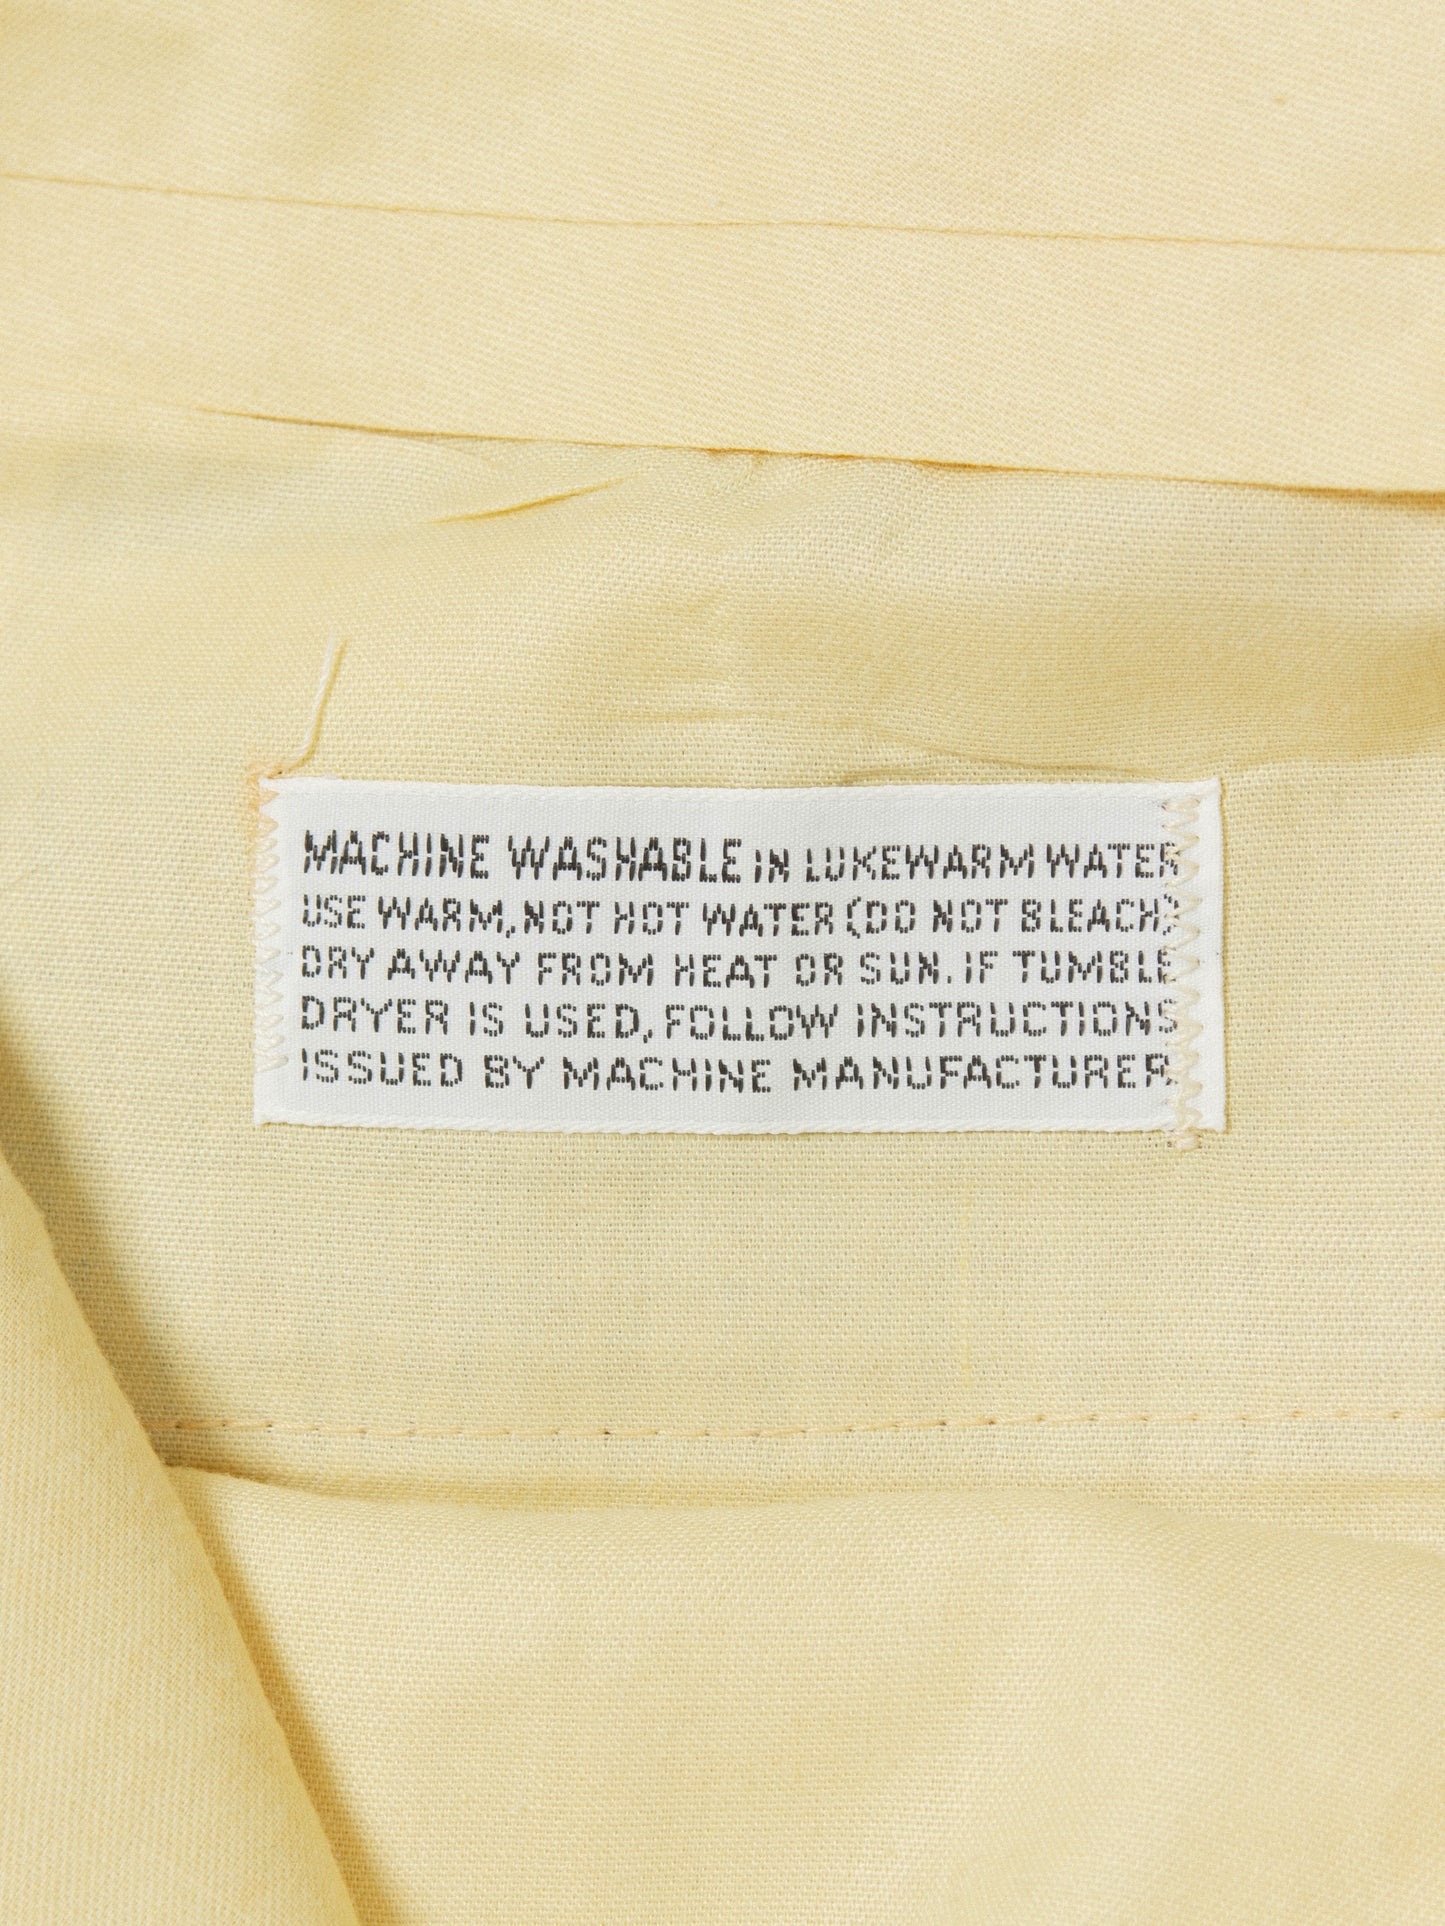 MACHINE WASHABLE IN LUKEWARM WATER
USE WARM, NOT HOT WATER (DO NOT BLEACH)
DRY AWAY FROM HEAT OR SUN. IF TUMBLE
DRYER IS USED, FOLLOW INSTRUCTIONS
ISSUED BY MACHINE MANUFACTURER